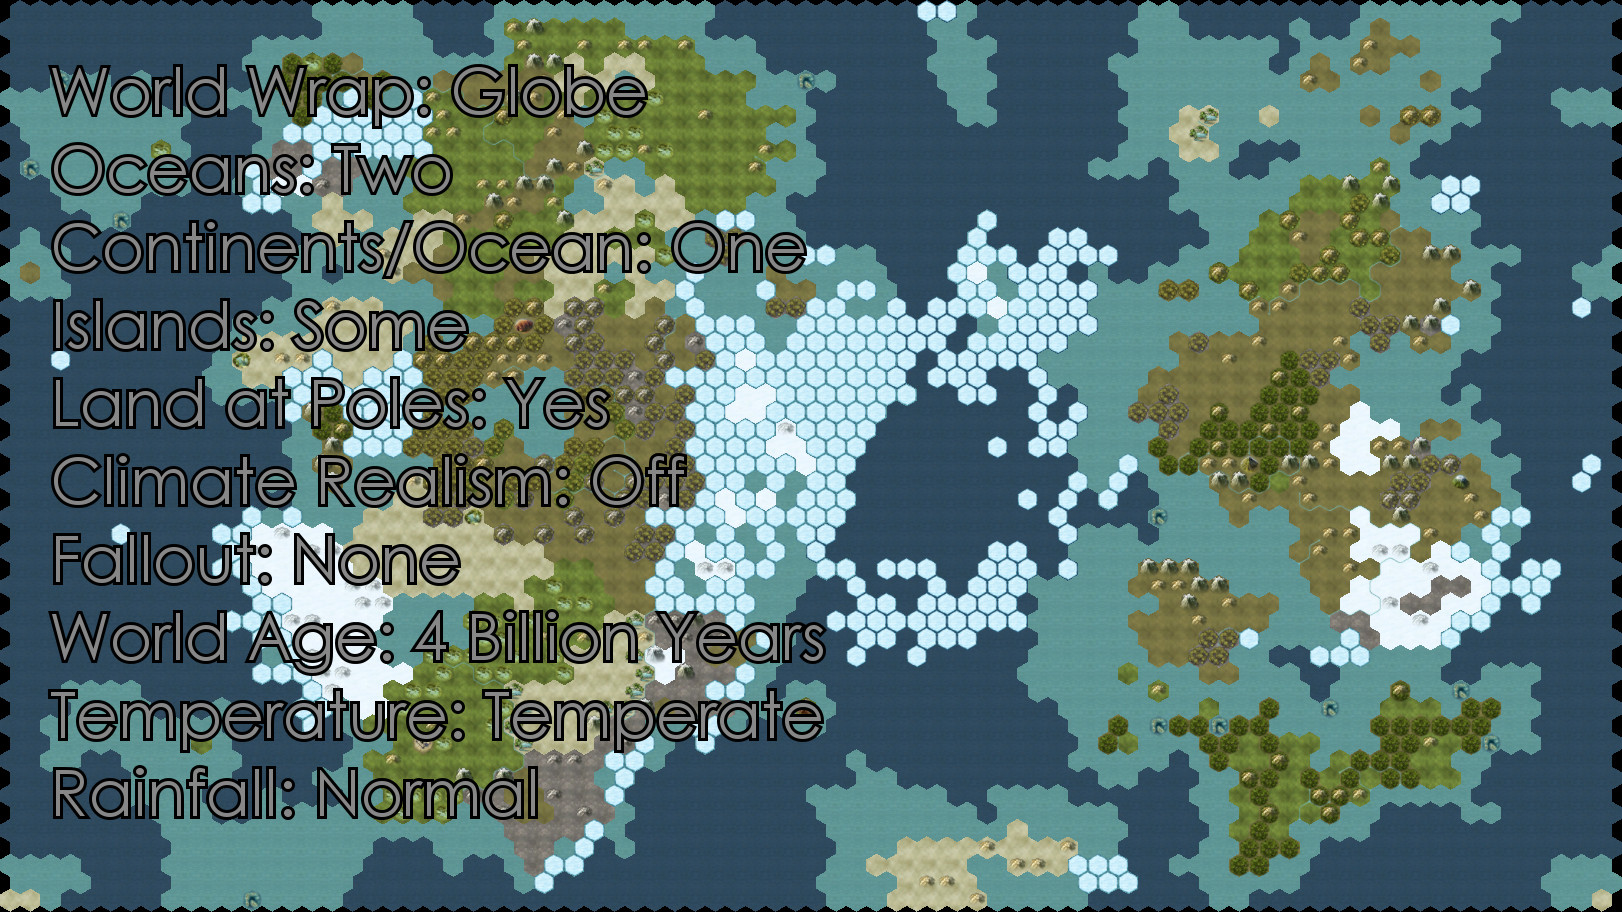 World Wrap: Globe
Oceans: Two
Continents/Ocean: One
Islands: Some
Land at Poles: Yes
Climate Realism: Off
Fallout: None
World Age: 4 Billion Years
Temperature: Temperate
Rainfall: Normal